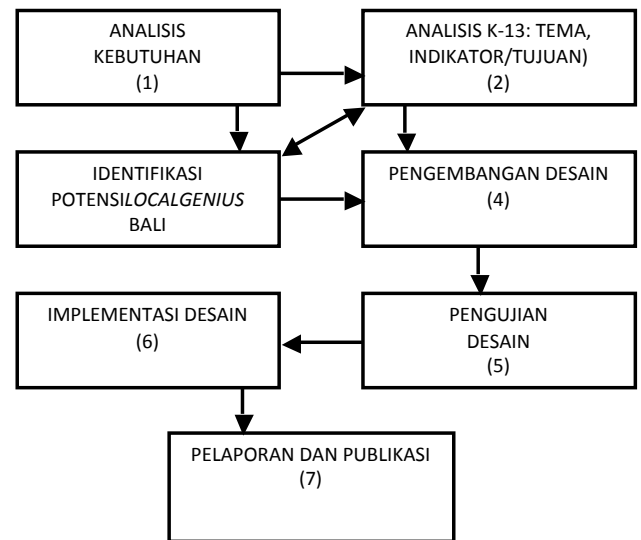 ANALISIS
KEBUTUHAN
(1)
ANALISIS K-13: TEMA,
INDIKATOR/TUJUAN)
(2)
IDENTIFIKASI
POTENSILOCALGENIUS
BALI
PENGEMBANGAN DESAIN
(4)
IMPLEMENTASI DESAIN
(6)
PENGUJIAN
DESAIN
(5)
PELAPORAN DAN PUBLIKASI
(7)